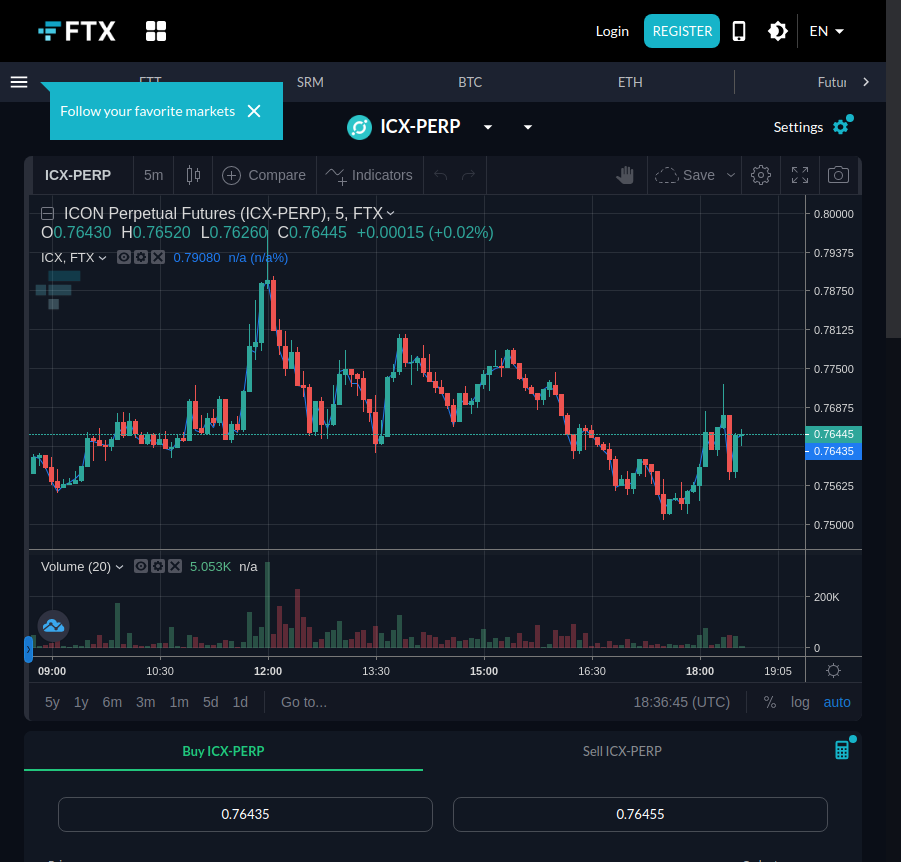 FTX Login REGISTER EN
FTT SRM BTC ETH Futur
Follow your favorite markets
ICX-PERP Settings
ICX-PERP 5m Compare Indicators Save
ICON Perpetual Futures (ICX-PERP), 5, FTX
O0.76430 H0.76520 L0.76260 C0.76445 +0.00015 (+0.02%)
ICX, FTX 0.79080 n/a (n/a%)
0.80000
0.79375
0.78750
0.78125
0.77500
0.76875
0.76445
0.76435
0.75625
0.75000
Volume (20) 5.053K n/a
200K
0
09:00 10:30 12:00 13:30 15:00 16:30 18:00 19:05
5y 1y 6m 3m 1m 5d 1d Go to... 18:36:45 (UTC) % log auto
Buy ICX-PERP Sell ICX-PERP
0.76435 0.76455